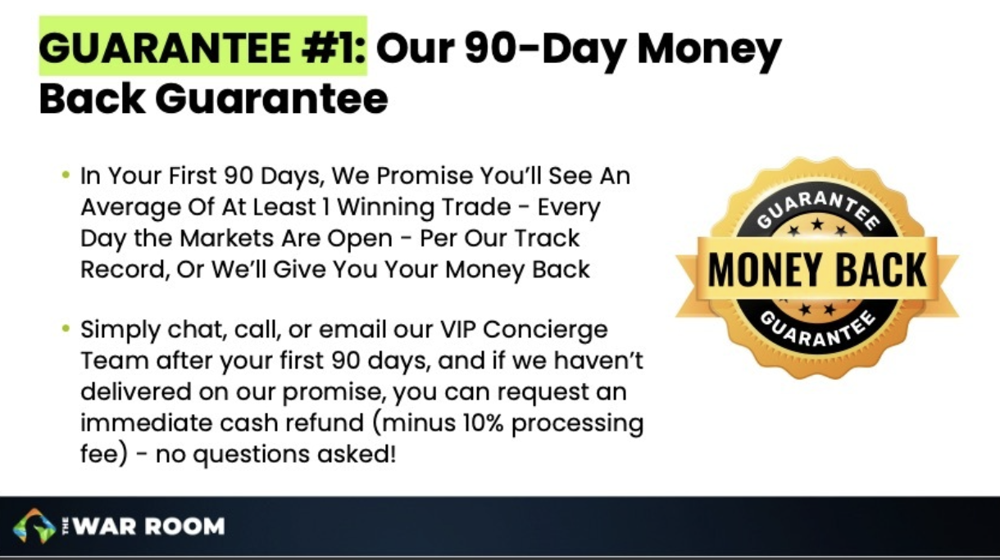 GUARANTEE #1: Our 90-Day Money
Back Guarantee
• In Your First 90 Days, We Promise You’ll See An
Average Of At Least 1 Winning Trade - Every
Day the Markets Are Open - Per Our Track
Record, Or We’ll Give You Your Money Back
• Simply chat, call, or email our VIP Concierge
Team after your first 90 days, and if we haven’t
delivered on our promise, you can request an
immediate cash refund (minus 10% processing
fee) - no questions asked!
GUARANTEE
MONEY BACK
GUARANTEE
THE WAR ROOM